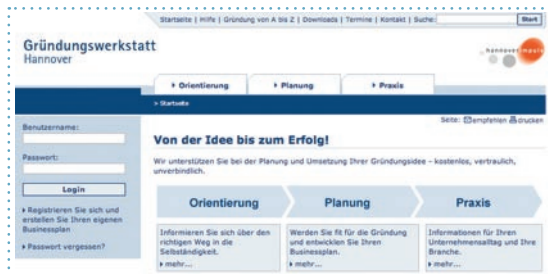 Startseite | Hilfe | Gründung von A bis Z | Downloads | Termine | Kontakt | Suche: Start
Gründungswerkstatt
Hannover
hannoverimpuls
Orientierung Planung Praxis
> Startseite
Seite: empfehlen drucken
Benutzername:
Passwort:
Login
Registrieren Sie sich und
erstellen Sie Ihren eigenen
Businessplan
Passwort vergessen?
Von der Idee bis zum Erfolg!
Wir unterstützen Sie bei der Planung und Umsetzung Ihrer Gründungsidee – kostenlos, vertraulich,
unverbindlich.
Orientierung Planung Praxis
Informieren Sie sich über den
richtigen Weg in die
Selbständigkeit.
mehr...
Werden Sie fit für die Gründung
und entwickeln Sie Ihren
Businessplan.
mehr...
Informationen für Ihren
Unternehmensalltag und Ihre
Branche.
mehr...